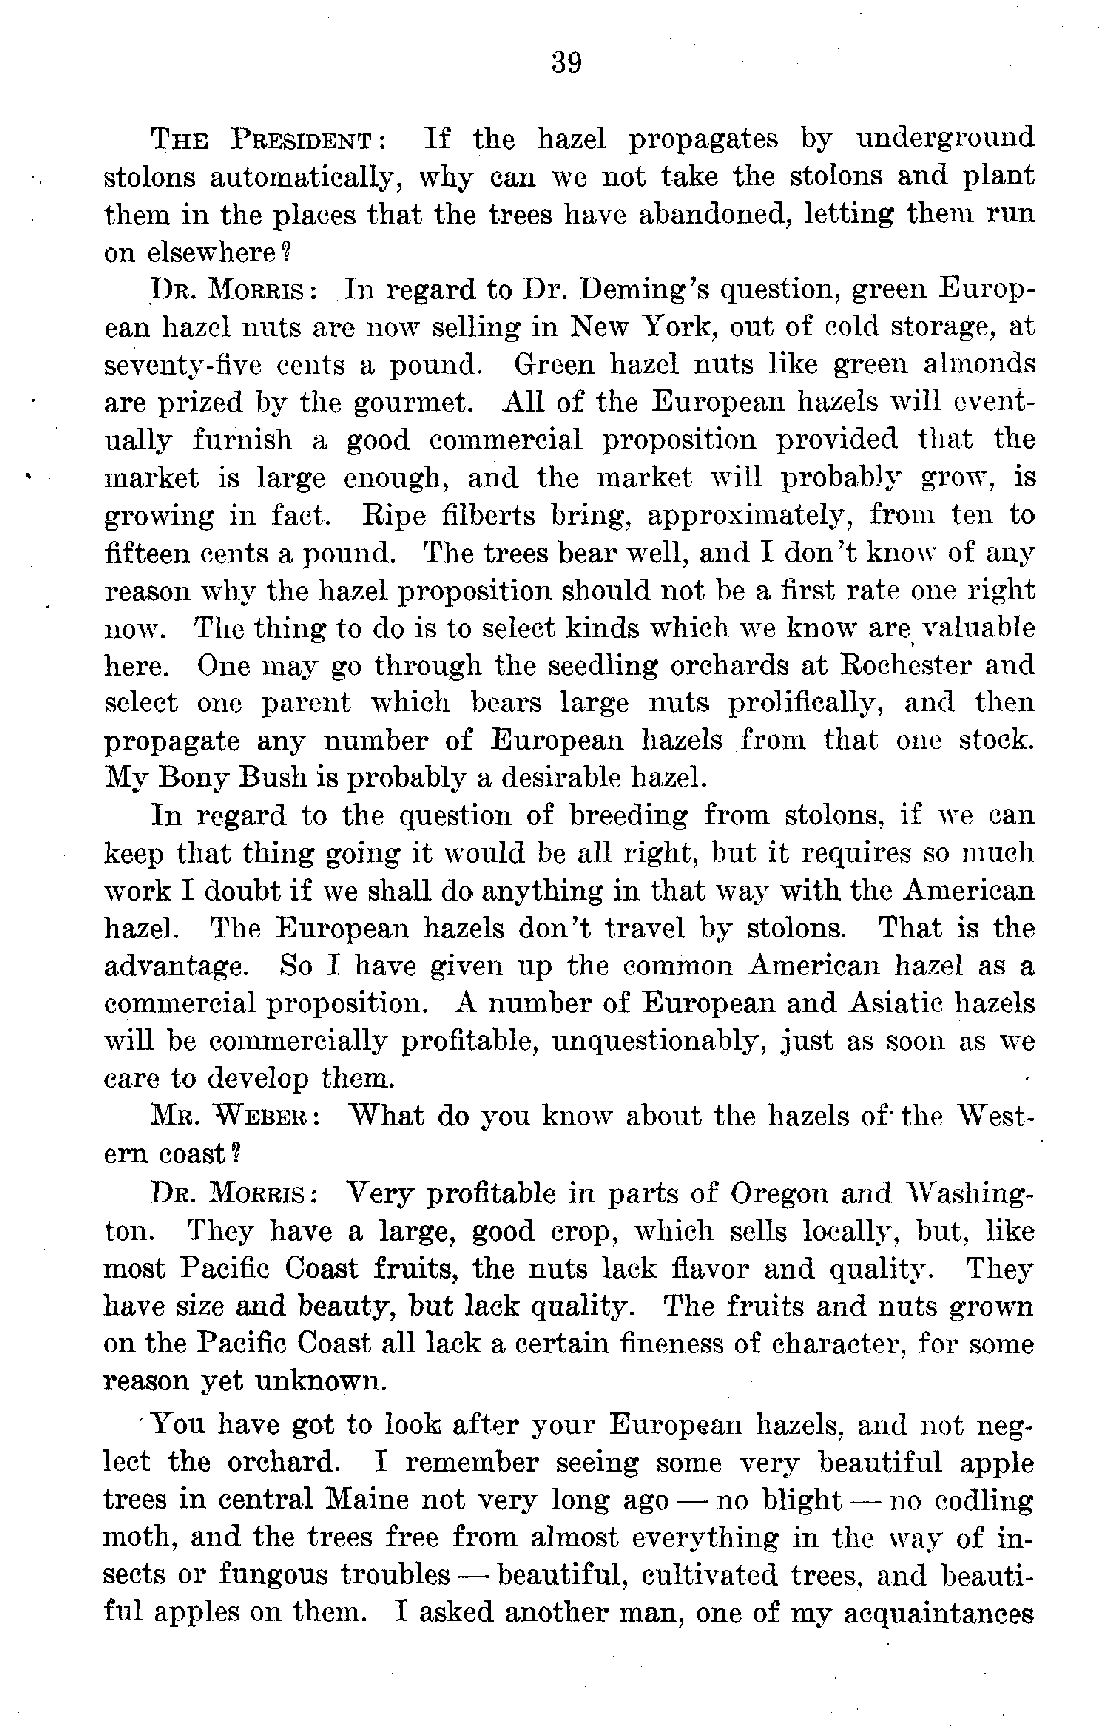 39
THE PRESIDENT: If the hazel propagates by underground
stolons automatically, why can we not take the stolons and plant
them in the places that the trees have abandoned, letting them run
on elsewhere?
DR. MORRIS: In regard to Dr. Deming's question, green Europ-
ean hazel nuts are now selling in New York, out of cold storage, at
seventy-five cents a pound. Green hazel nuts like green almonds
are prized by the gourmet. All of the European hazels will event-
ually furnish a good commercial proposition provided that the
market is large enough, and the market will probably grow, is
growing in fact. Ripe filberts bring, approximately, from ten to
fifteen cents a pound. The trees bear well, and I don't know of any
reason why the hazel proposition should not be a first rate one right
now. The thing to do is to select kinds which we know are valuable
here. One may go through the seedling orchards at Rochester and
select one parent which bears large nuts prolifically, and then
propagate any number of European hazels from that one stock.
My Bony Bush is probably a desirable hazel.
In regard to the question of breeding from stolons, if we can
keep that thing going it would be all right, but it requires so much
work I doubt if we shall do anything in that way with the American
hazel. The European hazels don't travel by stolons. That is the
advantage. So I have given up the common American hazel as a
commercial proposition. A number of European and Asiatic hazels
will be commercially profitable, unquestionably, just as soon as we
care to develop them.
MR. WEBER: What do you know about the hazels of the West-
ern coast?
DR. MORRIS: Very profitable in parts of Oregon and Washing-
ton. They have a large, good crop, which sells locally, but, like
most Pacific Coast fruits, the nuts lack flavor and quality. They
have size and beauty, but lack quality. The fruits and nuts grown
on the Pacific Coast all lack a certain fineness of character, for some
reason yet unknown.
You have got to look after your European hazels, and not neg-
lect the orchard. I remember seeing some very beautiful apple
trees in central Maine not very long ago — no blight — no codling
moth, and the trees free from almost everything in the way of in-
sects or fungous troubles — beautiful, cultivated trees, and beauti-
ful apples on them. I asked another man, one of my acquaintances